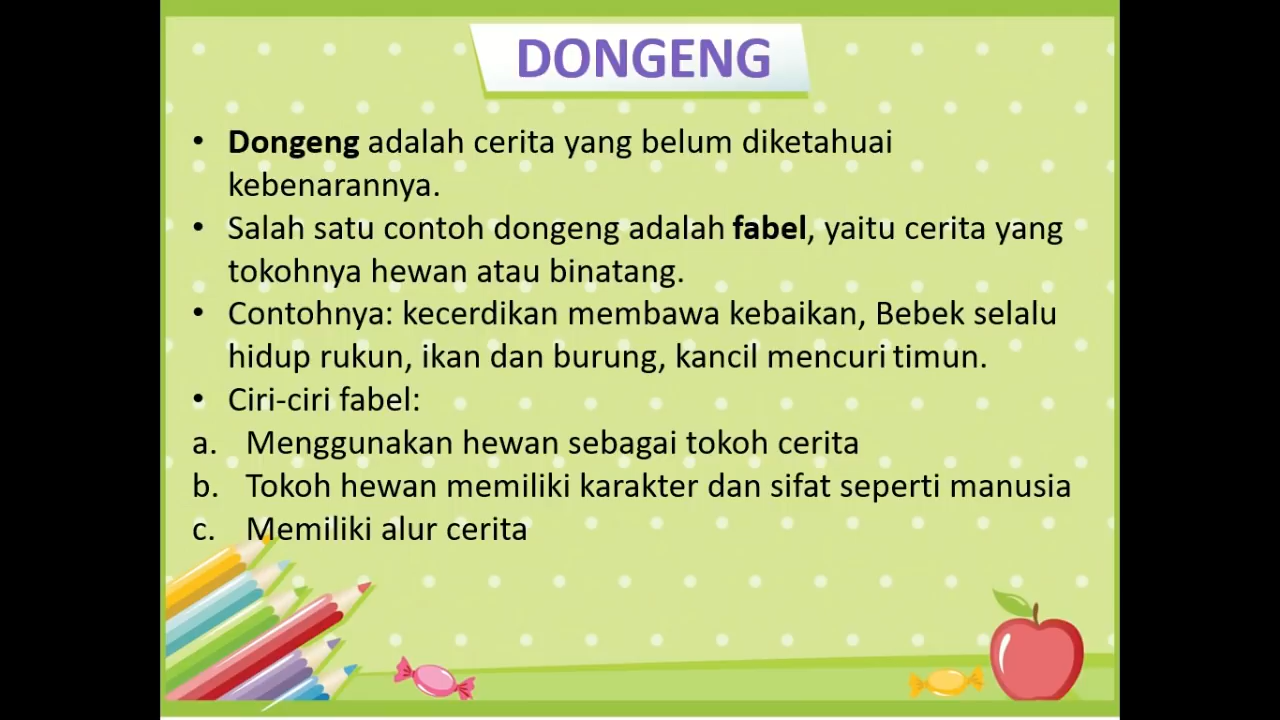 DONGENG
• Dongeng adalah cerita yang belum diketahuai
kebenarannya.
• Salah satu contoh dongeng adalah fabel, yaitu cerita yang
tokohnya hewan atau binatang.
• Contohnya: kecerdikan membawa kebaikan, Bebek selalu
hidup rukun, ikan dan burung, kancil mencuri timun.
• Ciri-ciri fabel:
a. Menggunakan hewan sebagai tokoh cerita
b. Tokoh hewan memiliki karakter dan sifat seperti manusia
c. Memiliki alur cerita